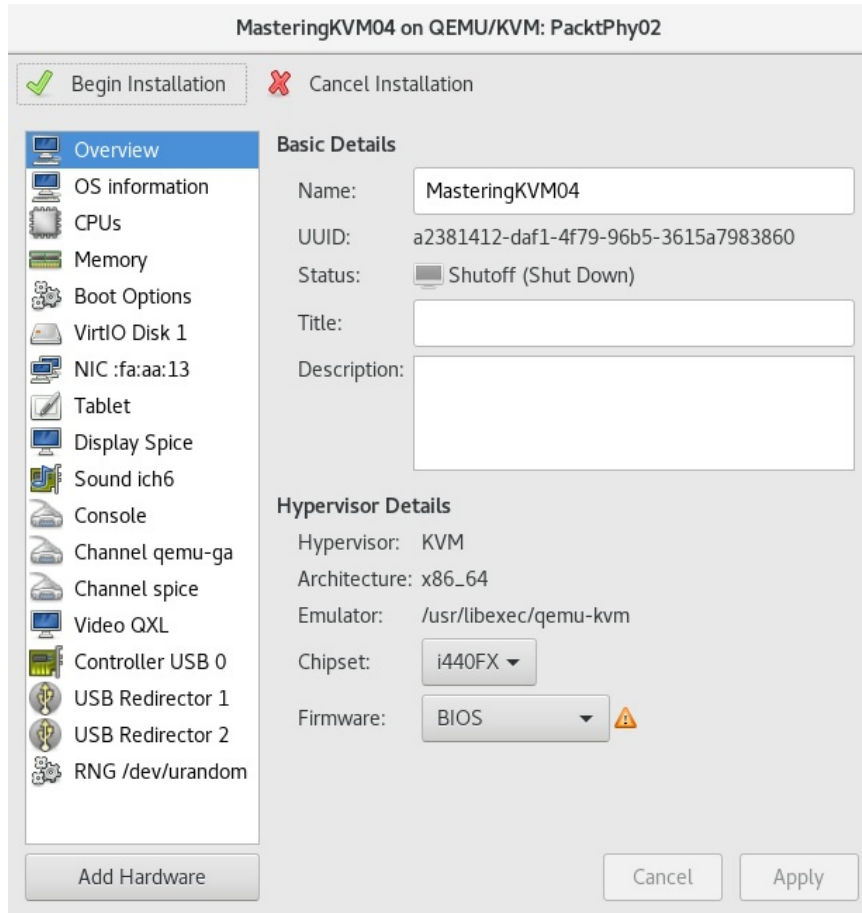 MasteringKVM04 on QEMU/KVM: PacktPhy02
Begin Installation
Cancel Installation
Overview
OS information
CPUs
Memory
Boot Options
VirtIO Disk 1
NIC :fa:aa:13
Tablet
Display Spice
Sound ich6
Console
Channel qemu-ga
Channel spice
Video QXL
Controller USB 0
USB Redirector 1
USB Redirector 2
RNG /dev/urandom
Add Hardware
Basic Details
Name: MasteringKVM04
UUID: a2381412-daf1-4f79-96b5-3615a7983860
Status: Shutoff (Shut Down)
Title:
Description:
Hypervisor Details
Hypervisor: KVM
Architecture: x86_64
Emulator: /usr/libexec/qemu-kvm
Chipset: i440FX
Firmware: BIOS
Cancel
Apply